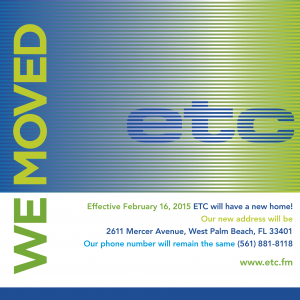 WE MOVED
etc
Effective February 16, 2015 ETC will have a new home!
Our new address will be
2611 Mercer Avenue, West Palm Beach, FL 33401
Our phone number will remain the same (561) 881-8118
www.etc.fm